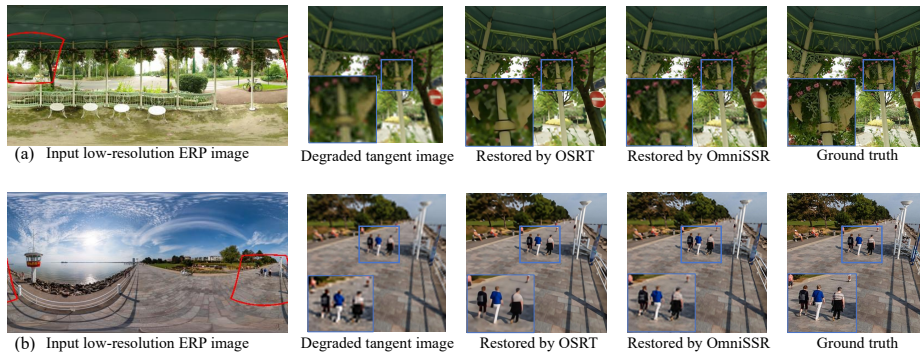 (a) Input low-resolution ERP image Degraded tangent image Restored by OSRT Restored by OmniSSR Ground truth
(b) Input low-resolution ERP image Degraded tangent image Restored by OSRT Restored by OmniSSR Ground truth